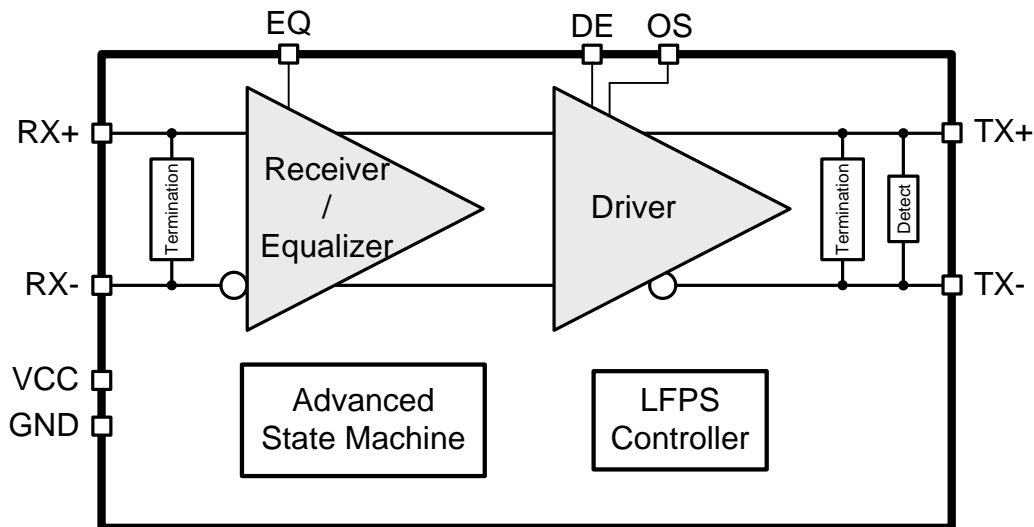 EQ
DE
OS
RX+
TX+
Receiver
/
Equalizer
Driver
Termination
Termination
Detect
RX-
TX-
VCC
GND
Advanced
State Machine
LFPS
Controller